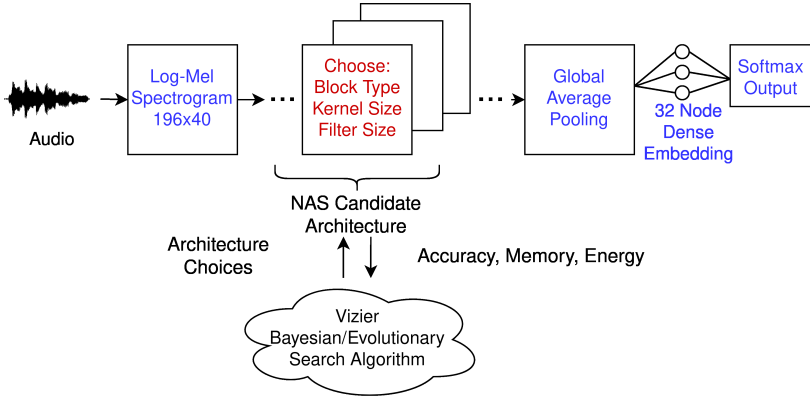 Audio
Log-Mel
Spectrogram
196x40
Choose:
Block Type
Kernel Size
Filter Size
Global
Average
Pooling
32 Node
Dense
Embedding
Softmax
Output
NAS Candidate
Architecture
Architecture
Choices
Accuracy, Memory, Energy
Vizier
Bayesian/Evolutionary
Search Algorithm